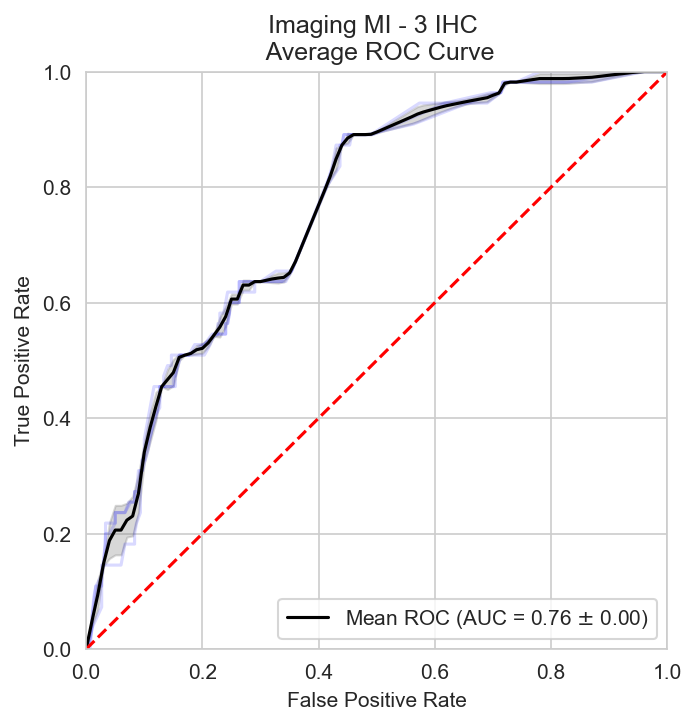 Imaging MI - 3 IHC
Average ROC Curve
True Positive Rate
1.0
0.8
0.6
0.4
0.2
0.0
Mean ROC (AUC = 0.76 ± 0.00)
0.0 0.2 0.4 0.6 0.8 1.0
False Positive Rate